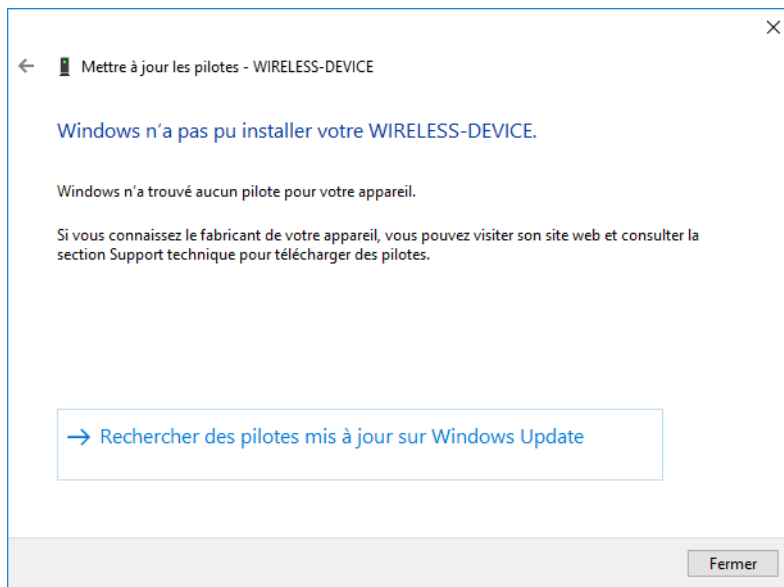 Mettre à jour les pilotes - WIRELESS-DEVICE
Windows n'a pas pu installer votre WIRELESS-DEVICE.
Windows n'a trouvé aucun pilote pour votre appareil.
Si vous connaissez le fabricant de votre appareil, vous pouvez visiter son site web et consulter la
section Support technique pour télécharger des pilotes.
Rechercher des pilotes mis à jour sur Windows Update
Fermer